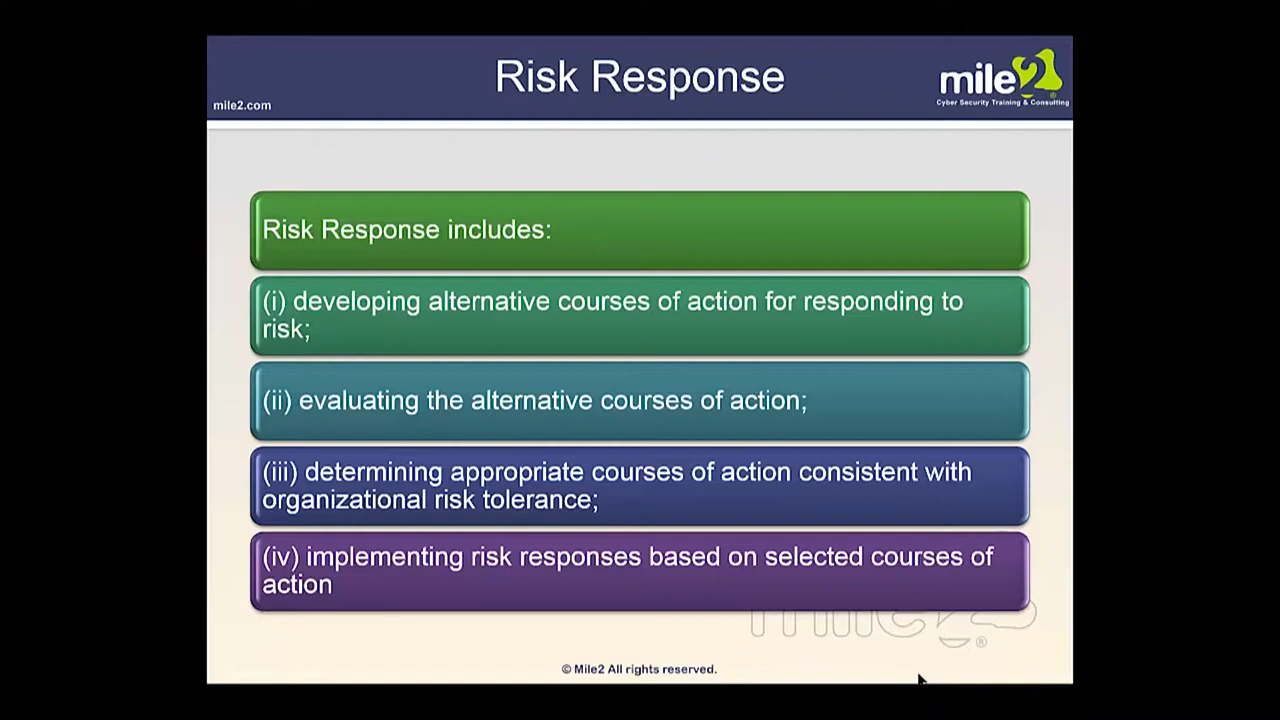 Risk Response
mile2.com
mile2
®
Cyber Security Training & Consulting
Risk Response includes:
(i) developing alternative courses of action for responding to
risk;
(ii) evaluating the alternative courses of action;
(iii) determining appropriate courses of action consistent with
organizational risk tolerance;
(iv) implementing risk responses based on selected courses of
action
mile2
®
© Mile2 All rights reserved.